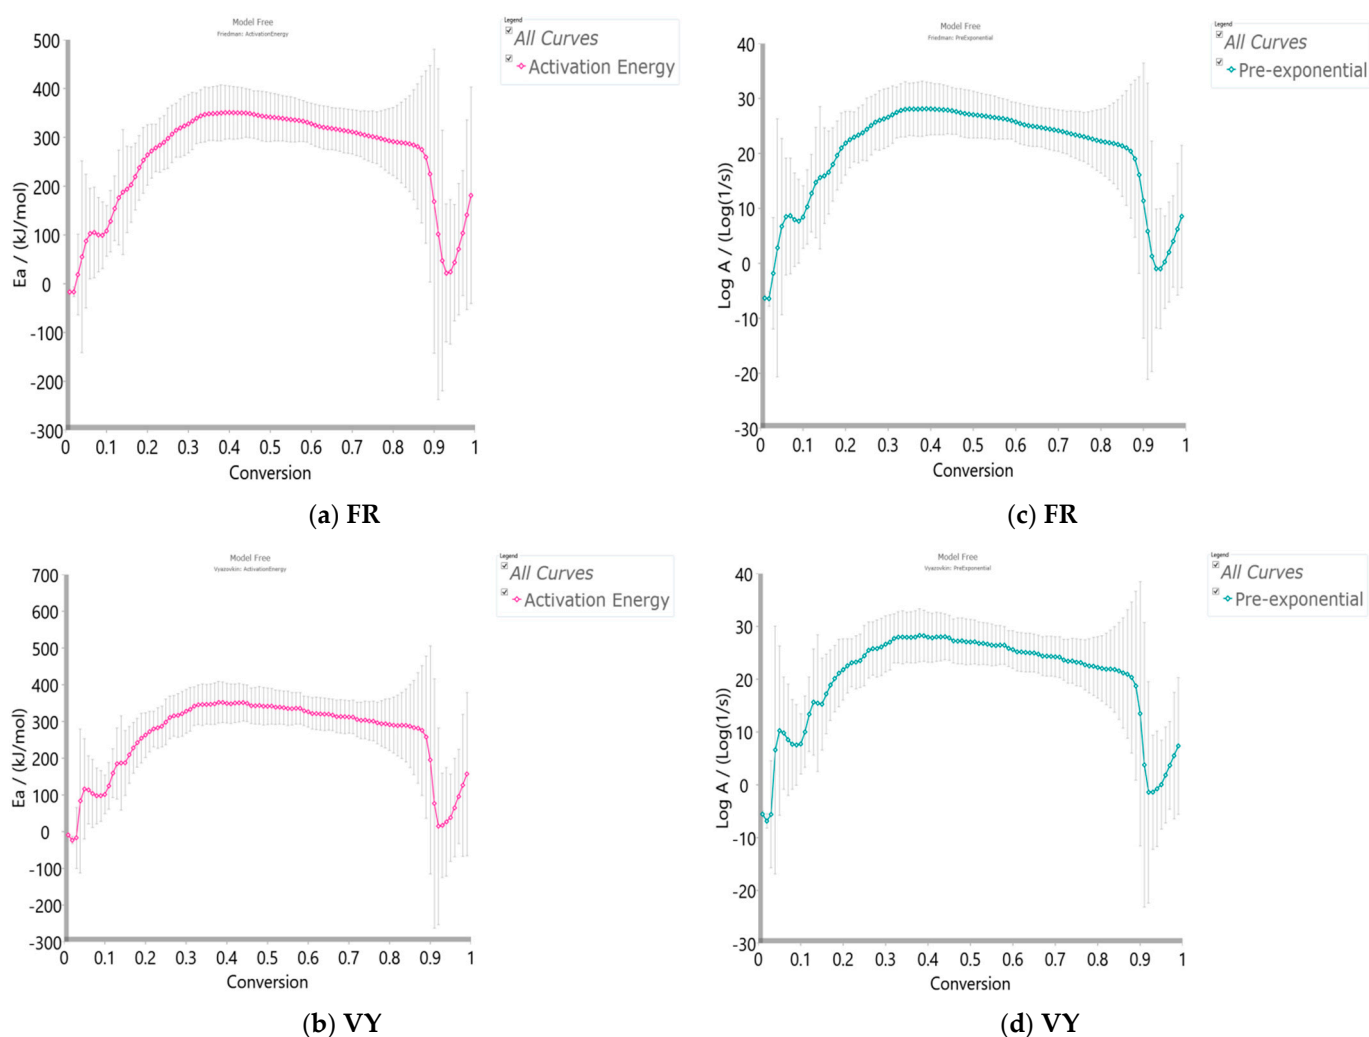 Model Free
Friedman: ActivationEnergy
Legend
All Curves
Activation Energy
500
400
300
200
100
0
-100
-200
-300
Ea / (kJ/mol)
0 0.1 0.2 0.3 0.4 0.5 0.6 0.7 0.8 0.9 1
Conversion
(a) FR
Model Free
Friedman: PreExponential
Legend
All Curves
Pre-exponential
40
30
20
10
0
-10
-20
-30
Log A / (Log(1/s))
0 0.1 0.2 0.3 0.4 0.5 0.6 0.7 0.8 0.9 1
Conversion
(c) FR
Model Free
Vyazovkin: ActivationEnergy
Legend
All Curves
Activation Energy
700
600
500
400
300
200
100
0
-100
-200
-300
Ea / (kJ/mol)
0 0.1 0.2 0.3 0.4 0.5 0.6 0.7 0.8 0.9 1
Conversion
(b) VY
Model Free
Vyazovkin: PreExponential
Legend
All Curves
Pre-exponential
40
30
20
10
0
-10
-20
-30
Log A / (Log(1/s))
0 0.1 0.2 0.3 0.4 0.5 0.6 0.7 0.8 0.9 1
Conversion
(d) VY